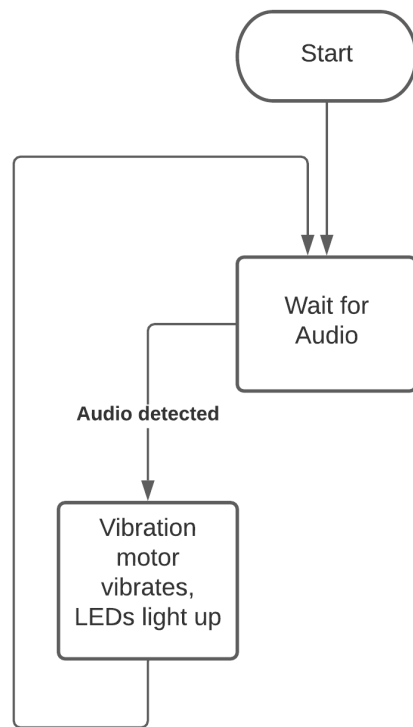 Start
Wait for
Audio
Audio detected
Vibration
motor
vibrates,
LEDs light up